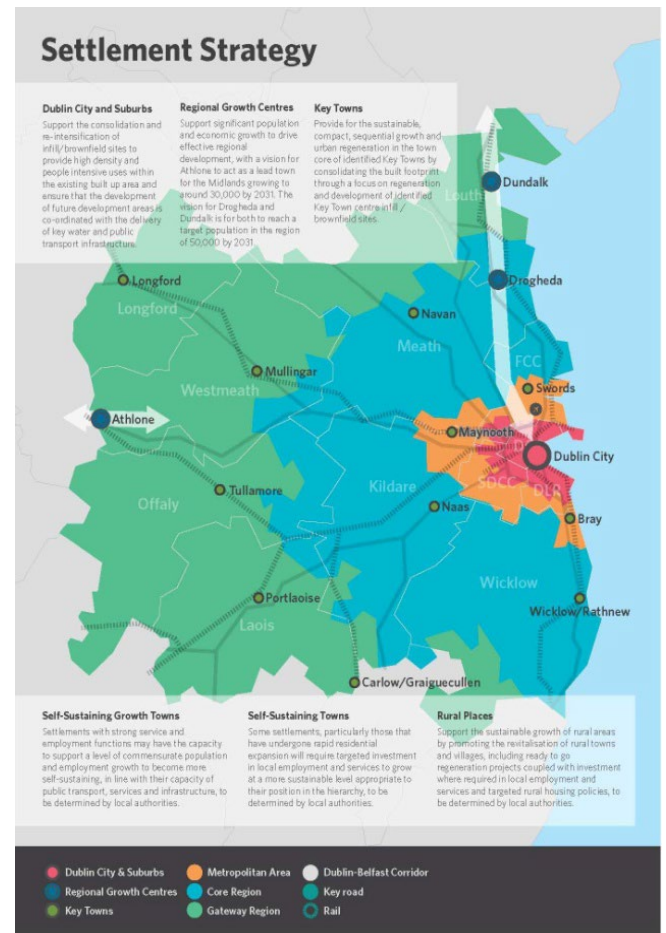 Settlement Strategy
Dublin City and Suburbs
Support the consolidation and
re-intensification of
infill/brownfield sites to
provide high density and
people intensive uses within
the existing built up area and
ensure that the development
of future development areas is
co-ordinated with the delivery
of key water and public
transport infrastructure.
Regional Growth Centres
Support significant population
and economic growth to drive
effective regional
development, with a vision for
Athlone to act as a lead town
for the Midlands growing to
around 30,000 by 2031. The
vision for Drogheda and
Dundalk is for both to reach a
target population in the region
of 50,000 by 2031
Key Towns
Provide for the sustainable,
compact, sequential growth and
urban regeneration in the town
core of identified Key Towns by
consolidating the built footprint
through a focus on regeneration
and development of identified
Key Town centre infill /
brownfield sites.
Dundalk
Louth
Drogheda
Longford
Longford
Navan
Meath
FCC
Mullingar
Westmeath
Swords
Athlone
Maynooth
Dublin City
Kildare
SDCC
DLR
Tullamore
Offaly
Naas
Bray
Wicklow
Portlaoise
Wicklow/Rathnew
Laois
Carlow/Graiguecullen
Self-Sustaining Growth Towns
Settlements with strong service and
employment functions may have the capacity
to support a level of commensurate population
and employment growth to become more
self-sustaining, in line with their capacity of
public transport, services and infrastructure, to
be determined by local authorities.
Self-Sustaining Towns
Some settlements, particularly those that
have undergone rapid residential
expansion will require targeted investment
in local employment and services to grow
at a more sustainable level appropriate to
their position in the hierarchy, to be
determined by local authorities.
Rural Places
Support the sustainable growth of rural areas
by promoting the revitalisation of rural towns
and villages, including ready to go
regeneration projects coupled with investment
where required in local employment and
services and targeted rural housing policies, to
be determined by local authorities.
Dublin City & Suburbs
Regional Growth Centres
Key Towns
Metropolitan Area
Core Region
Gateway Region
Dublin-Belfast Corridor
Key road
Rail